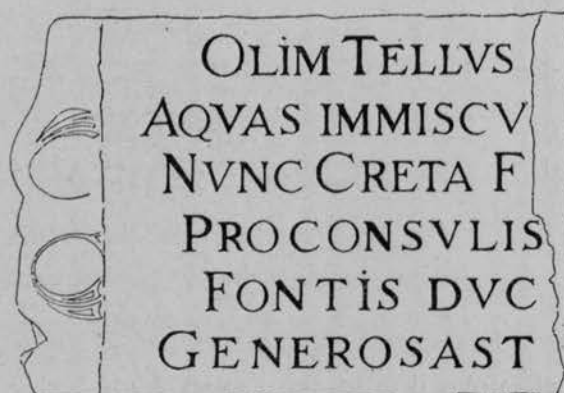 OLIM TELLVS
AQVAS IMMISCV
NVNC CRETA F
PROCONSVLIS
FONTIS DVC
GENEROSAST